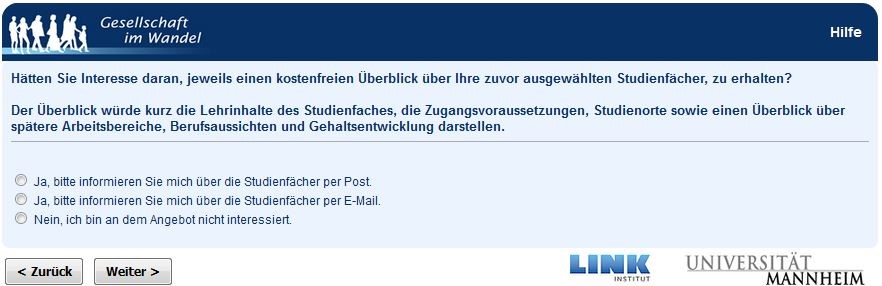 Gesellschaft
im Wandel
Hilfe
Hätten Sie Interesse daran, jeweils einen kostenfreien Überblick über Ihre zuvor ausgewählten Studienfächer, zu erhalten?
Der Überblick würde kurz die Lehrinhalte des Studienfaches, die Zugangsvoraussetzungen, Studienorte sowie einen Überblick über
spätere Arbeitsbereiche, Berufsaussichten und Gehaltsentwicklung darstellen.
Ja, bitte informieren Sie mich über die Studienfächer per Post.
Ja, bitte informieren Sie mich über die Studienfächer per E-Mail.
Nein, ich bin an dem Angebot nicht interessiert.
< Zurück
Weiter >
LINK
INSTITUT
UNIVERSITÄT
MANNHEIM